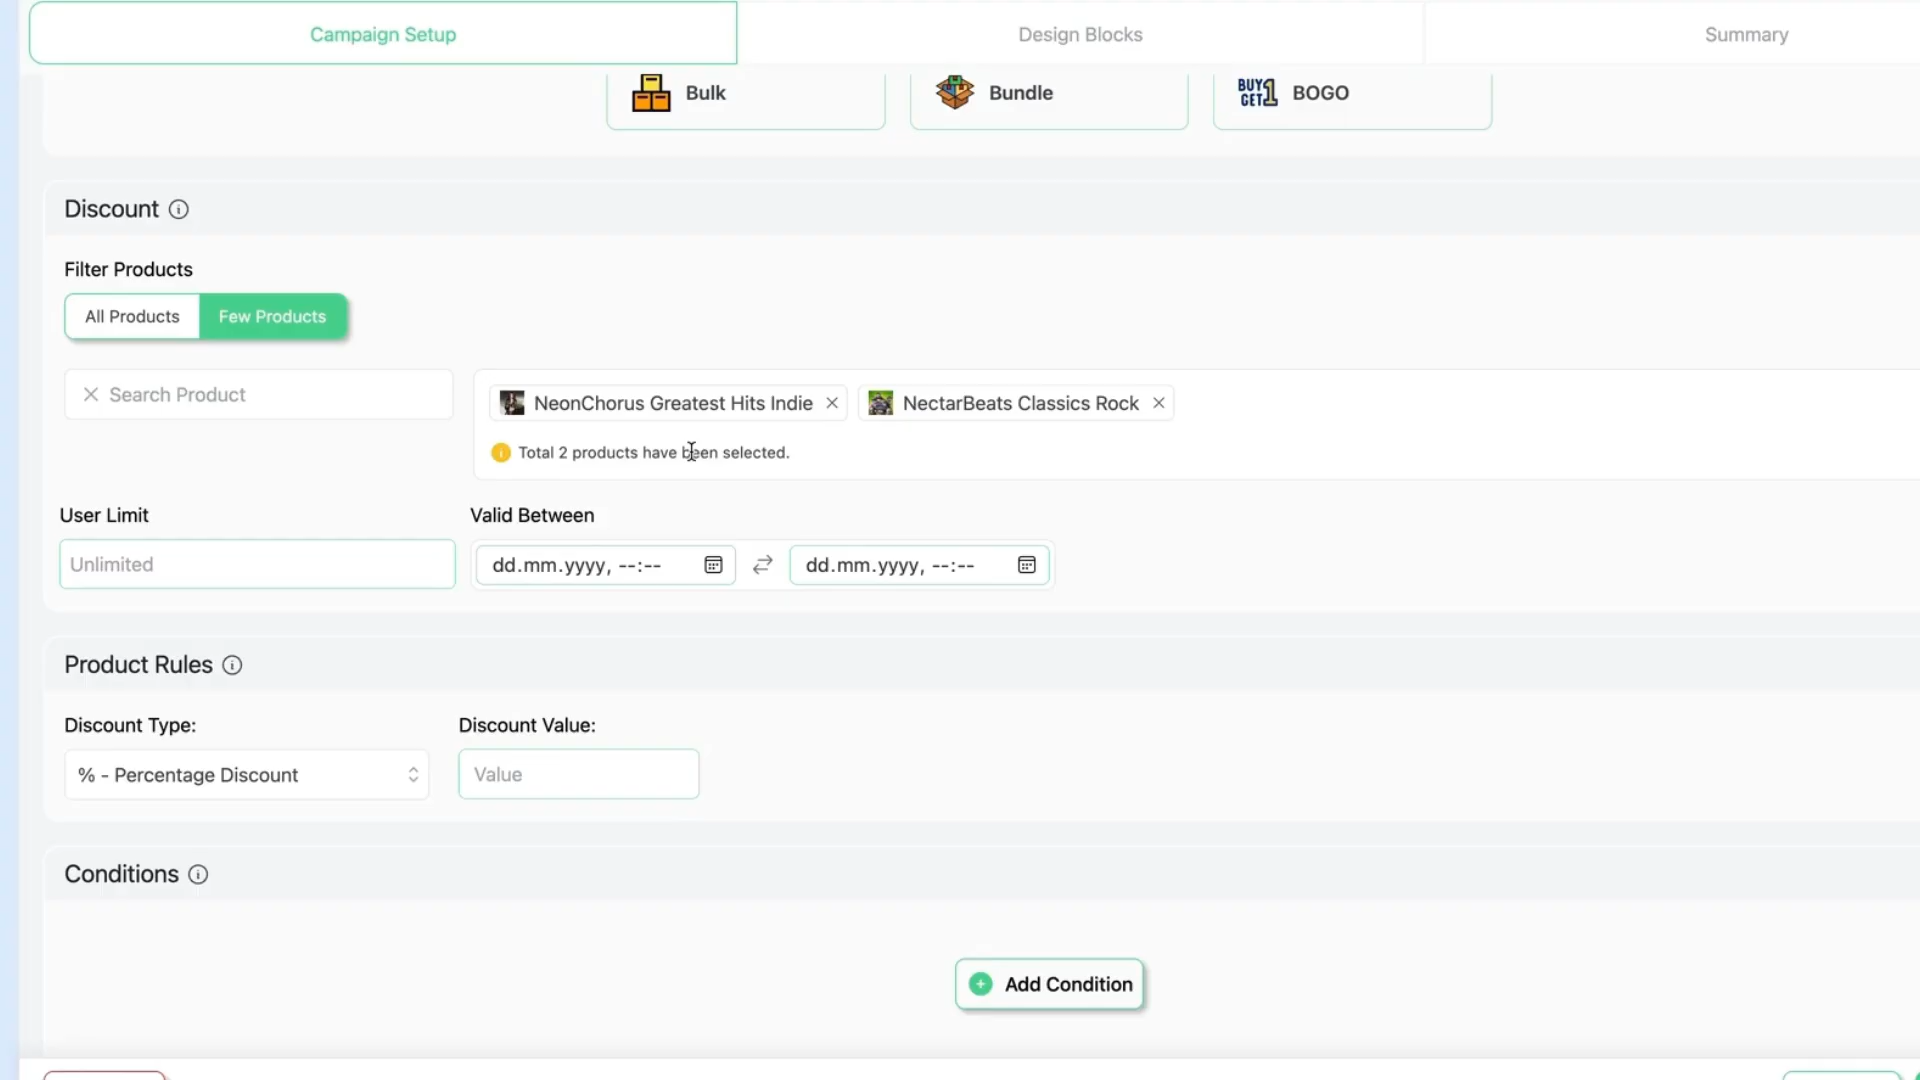 Campaign Setup
Design Blocks
Summary
Bulk
Bundle
BUY 1 GET
BOGO
Discount
Filter Products
All Products
Few Products
Search Product
NeonChorus Greatest Hits Indie
NectarBeats Classics Rock
Total 2 products have been selected.
User Limit
Valid Between
Unlimited
dd.mm.yyyy, --:--
dd.mm.yyyy, --:--
Product Rules
Discount Type:
Discount Value:
% - Percentage Discount
Value
Conditions
Add Condition